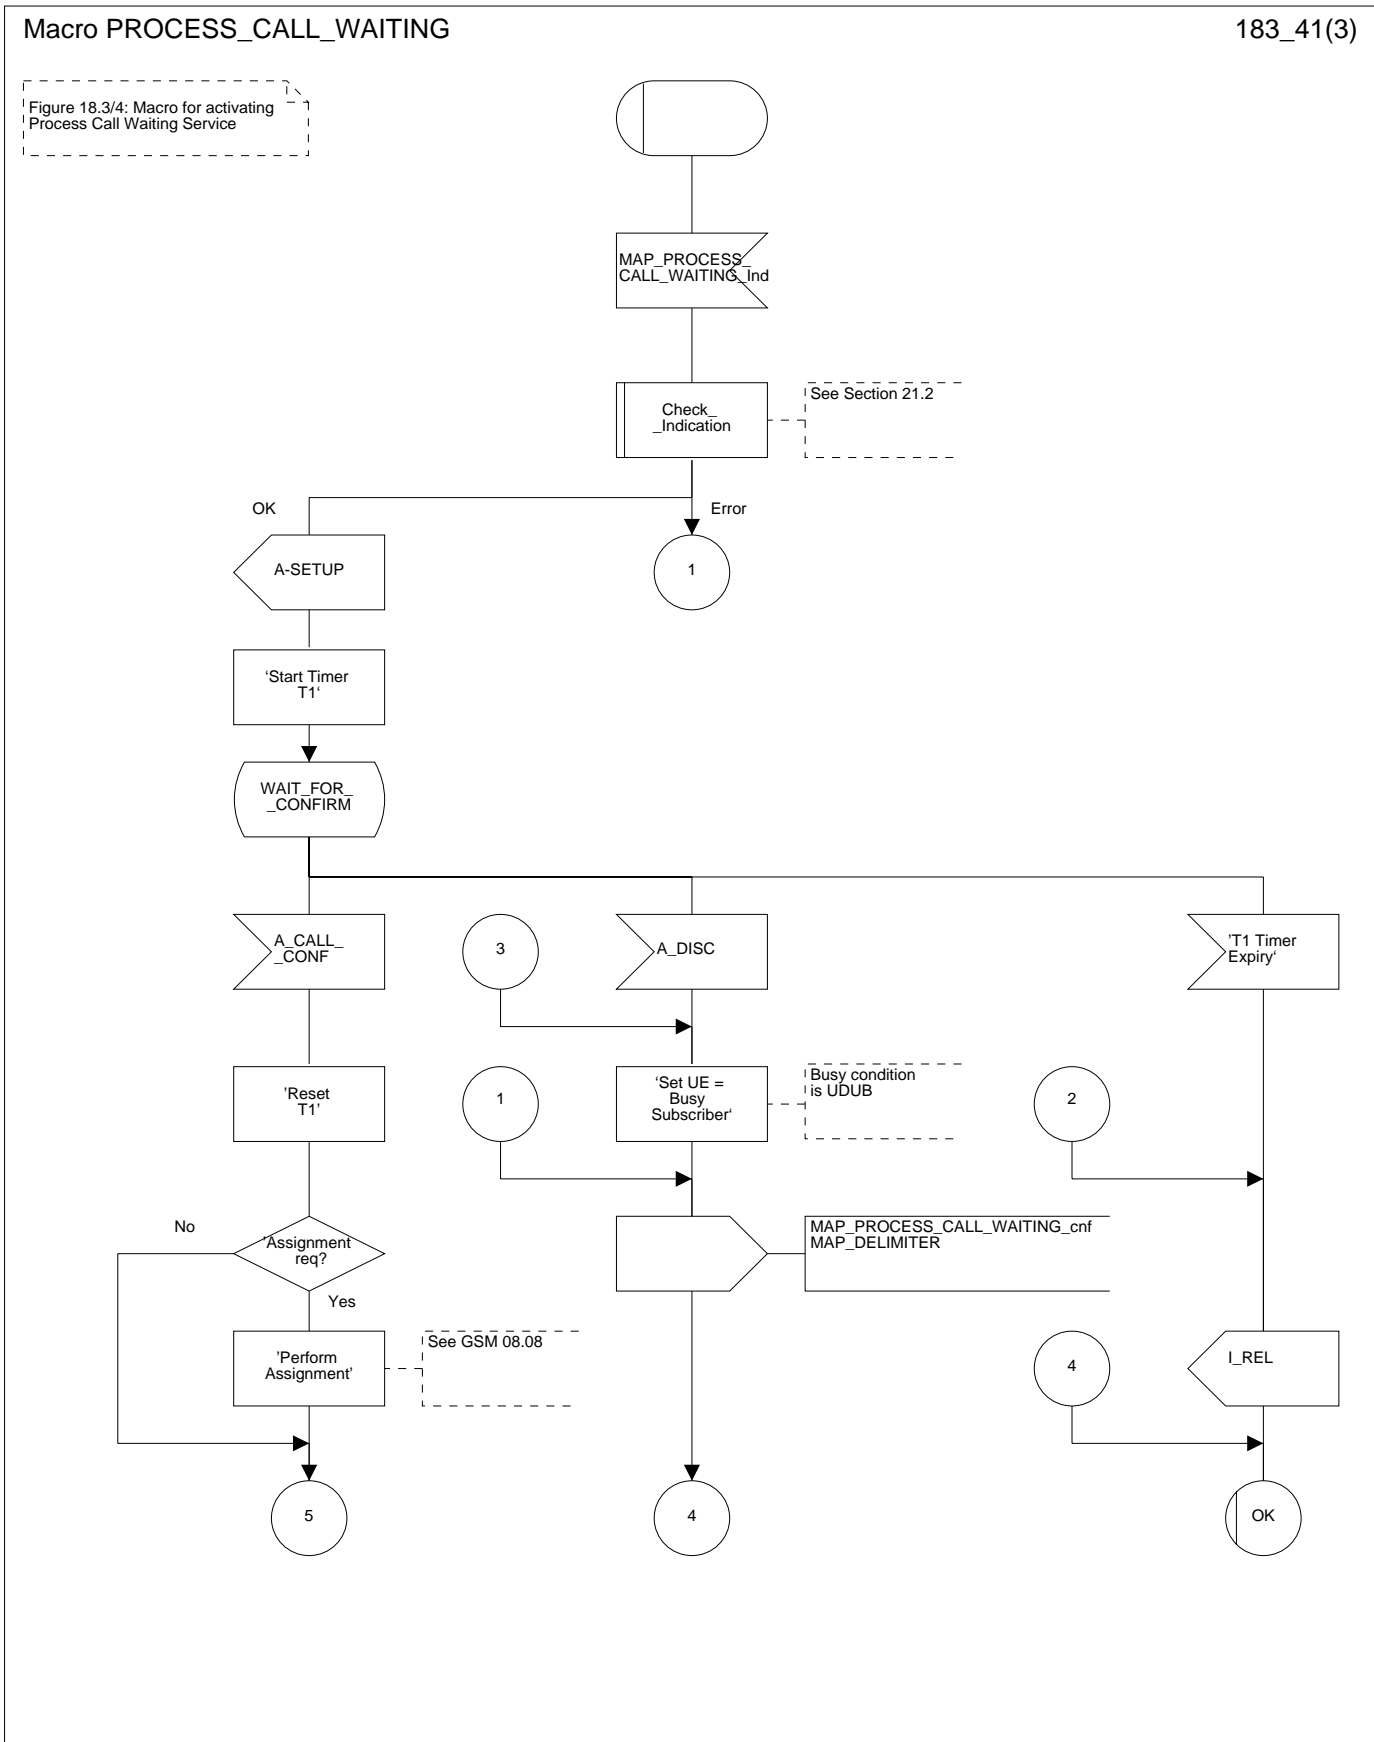 Macro PROCESS_CALL_WAITING
183_41(3)
Figure 18.3/4: Macro for activating
Process Call Waiting Service
MAP_PROCESS_
CALL_WAITING_Ind
Check_
_Indication
See Section 21.2
OK
Error
A-SETUP
1
‘Start Timer
T1‘
WAIT_FOR_
_CONFIRM
A_CALL_
_CONF
3
A_DISC
’T1 Timer
Expiry‘
’Reset
T1’
1
‘Set UE =
Busy
Subscriber‘
Busy condition
is UDUB
2
No
’Assignment
req?
Yes
MAP_PROCESS_CALL_WAITING_cnf
MAP_DELIMITER
’Perform
Assignment’
See GSM 08.08
4
I_REL
5
4
OK